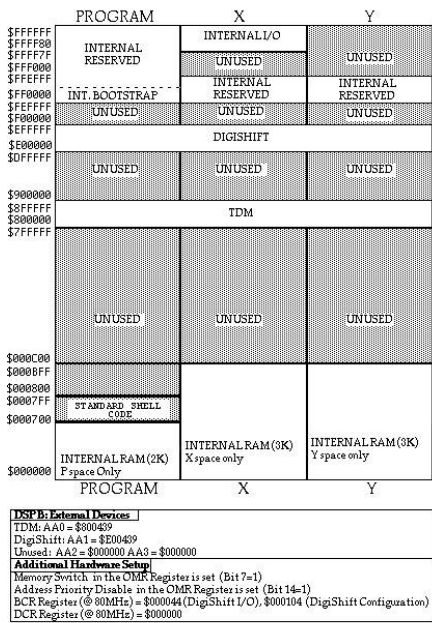 PROGRAM X Y
$FFFFFF
$FFFF80
$FFFF7F
$FFF000
$FFEFFF
$FF0000
$FEFFFF
$F00000
$EFFFFF
$E00000
$DFFFFF
$900000
$8FFFFF
$800000
$7FFFFF
$000C00
$000BFF
$000800
$0007FF
$000700
$000000
INTERNAL
RESERVED
INT. BOOTSTRAP
INTERNAL I/O
UNUSED
INTERNAL
RESERVED
UNUSED
INTERNAL
RESERVED
UNUSED UNUSED UNUSED
DIGISHIFT
UNUSED UNUSED UNUSED
TDM
UNUSED UNUSED UNUSED
STANDARD SHELL
CODE
INTERNAL RAM (2K)
P space Only
INTERNAL RAM (3K)
X space only
INTERNAL RAM (3K)
Y space only
PROGRAM X Y
DSPB: External Devices
TDM: AA0 = $800439
DigiShift: AA1 = $E00439
Unused: AA2 = $000000 AA3 = $000000
Additional Hardware Setup
Memory Switch in the OMR Register is set (Bit 7=1)
Address Priority Disable in OMR Register is set (Bit 14=1)
BCR Register (@ 80MHz) = $000044 (DigiShift I/O), $000104 (DigiShift Configuration)
DCR Register (@ 80MHz) = $000000